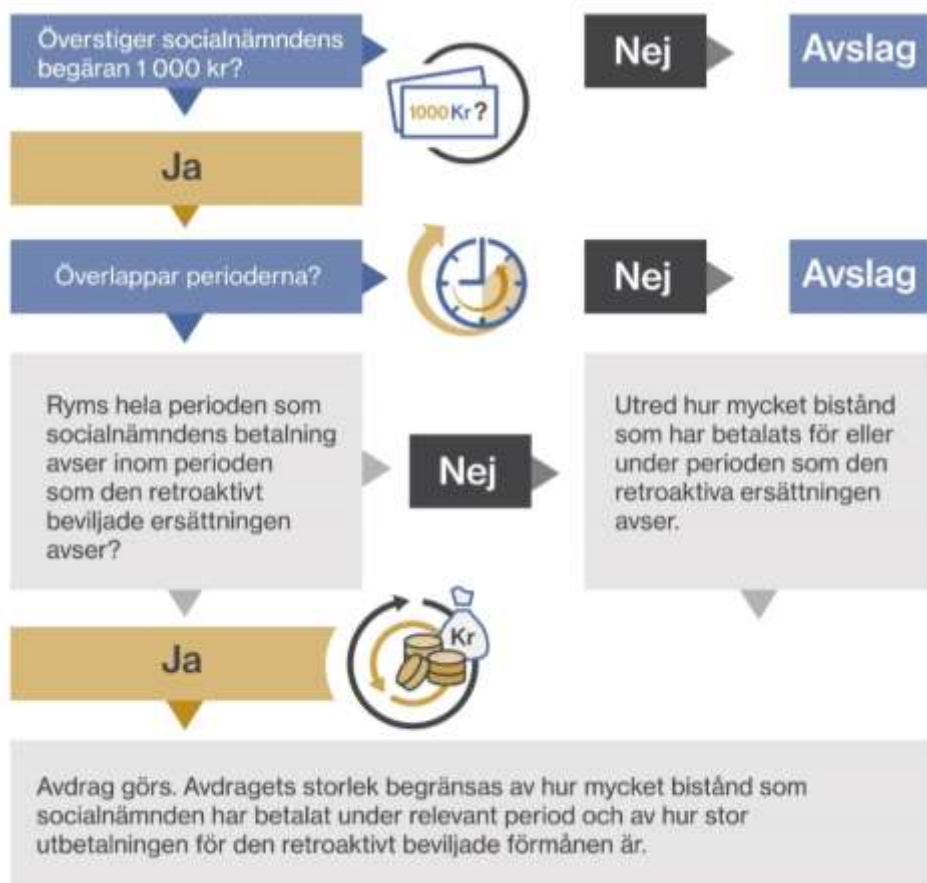 Överstiger socialnämndens
begäran 1 000 kr?
1000 Kr ?
Nej
Avslag
Ja
Överlappar perioderna?
Nej
Avslag
Ryms hela perioden som
socialnämndens betalning
avser inom perioden
som den retroaktivt
beviljade ersättningen
avser?
Nej
Utred hur mycket bistånd
som har betalats för eller
under perioden som den
retroaktiva ersättningen
avser.
Ja
Kr
Avdrag görs. Avdragets storlek begränsas av hur mycket bistånd som
socialnämnden har betalat under relevant period och av hur stor
utbetalningen för den retroaktivt beviljade förmånen är.